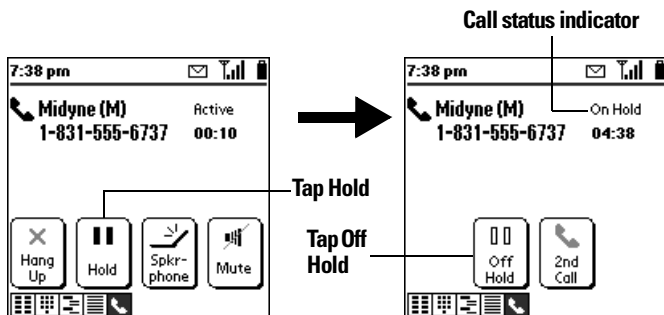 Call status indicator
7:38 pm
Midyne (M)
Active
1-831-555-6737
00:10
Tap Hold
Hang
Up
Hold
Spkr-
phone
Mute
7:38 pm
Midyne (M)
On Hold
1-831-555-6737
04:38
Tap Off
Hold
Off
Hold
2nd
Call